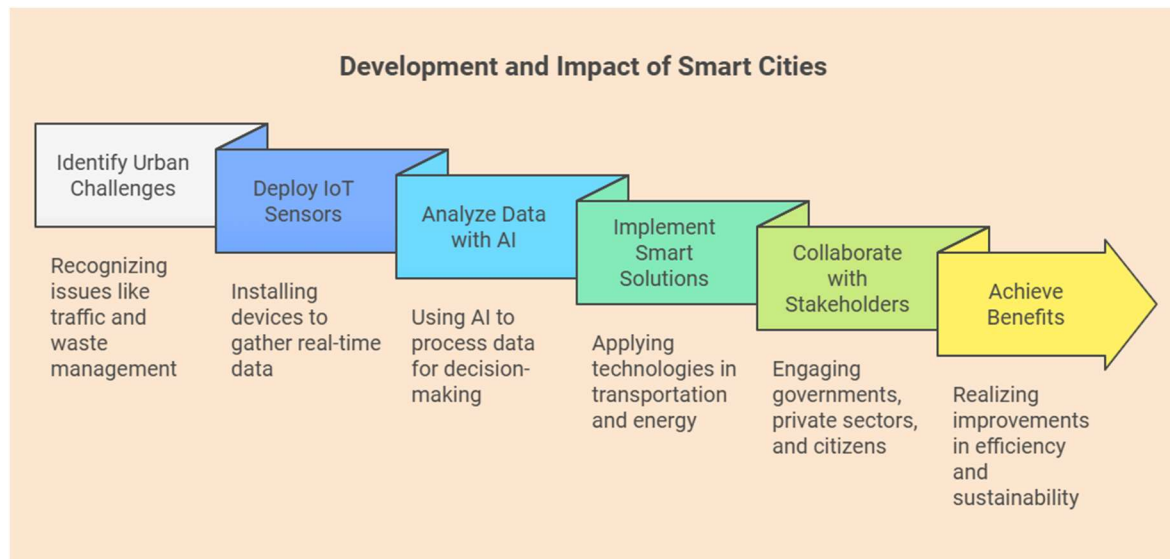 Development and Impact of Smart Cities
Identify Urban
Challenges
Recognizing
issues like
traffic and
waste
management
Deploy IoT
Sensors
Installing
devices to
gather real-time
data
Analyze Data
with AI
Using AI to
process data
for decision-
making
Implement
Smart
Solutions
Applying
technologies in
transportation
and energy
Collaborate
with
Stakeholders
Engaging
governments,
private sectors,
and citizens
Achieve
Benefits
Realizing
improvements
in efficiency
and
sustainability